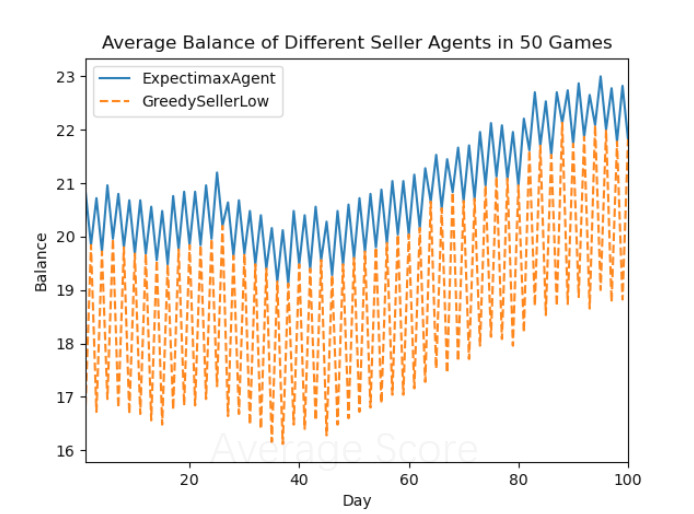 Average Balance of Different Seller Agents in 50 Games
ExpectimaxAgent
GreedySellerLow
23
22
21
20
19
18
17
16
Balance
20
40
60
80
100
Day
Average Score